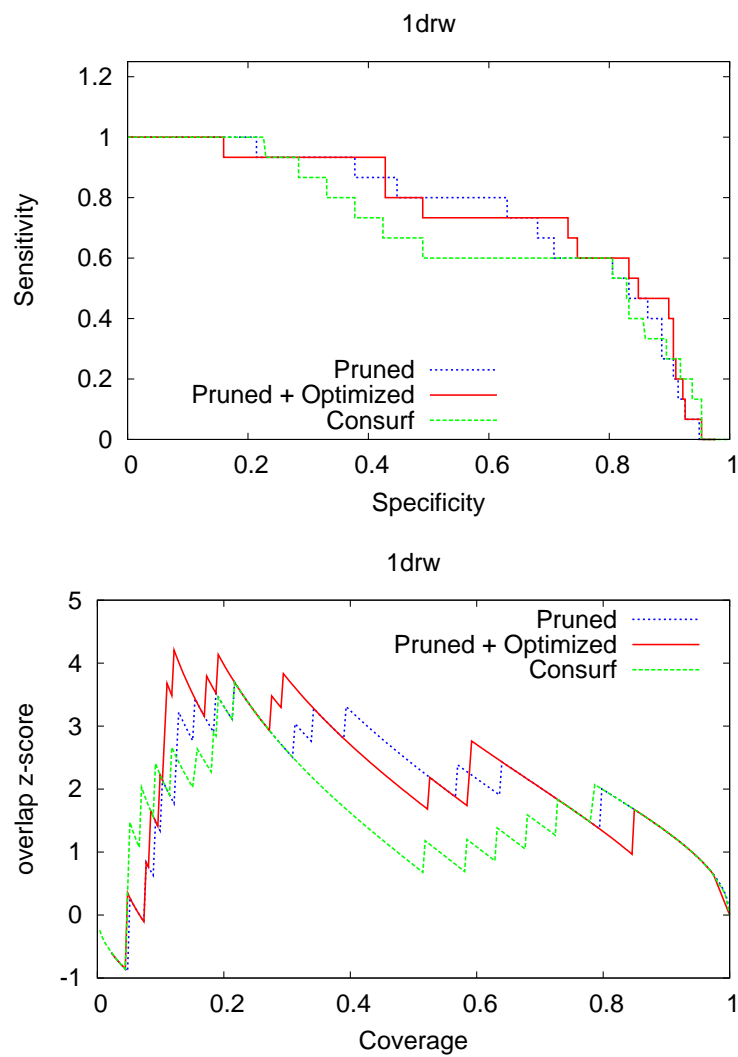 1drw
1.2
1
0.8
0.6
0.4
0.2
0
Sensitivity
Pruned
Pruned + Optimized
Consurf
0 0.2 0.4 0.6 0.8 1
Specificity
1drw
5
4
3
2
1
0
-1
overlap z-score
Pruned
Pruned + Optimized
Consurf
0 0.2 0.4 0.6 0.8 1
Coverage